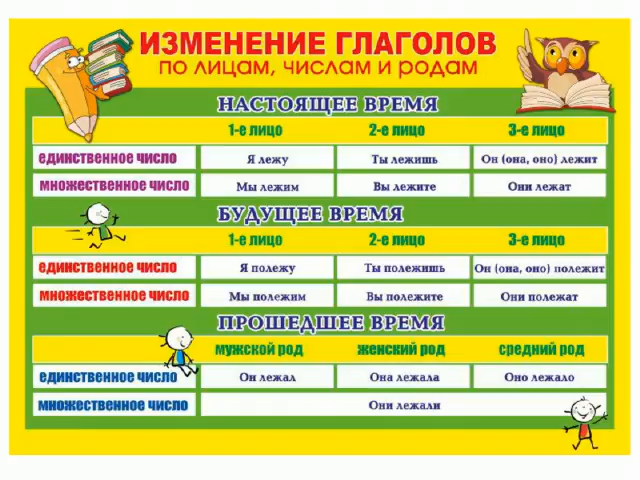 ИЗМЕНЕНИЕ ГЛАГОЛОВ
по лицам, числам и родам
НАСТОЯЩЕЕ ВРЕМЯ
1-е лицо 2-е лицо 3-е лицо
единственное число Я лежу Ты лежишь Он (она, оно) лежит
множественное число Мы лежим Вы лежите Они лежат
БУДУЩЕЕ ВРЕМЯ
1-е лицо 2-е лицо 3-е лицо
единственное число Я полежу Ты полежишь Он (она, оно) полежит
множественное число Мы полежим Вы полежите Они полежат
ПРОШЕДШЕЕ ВРЕМЯ
мужской род женский род средний род
единственное число Он лежал Она лежала Оно лежало
множественное число Они лежали